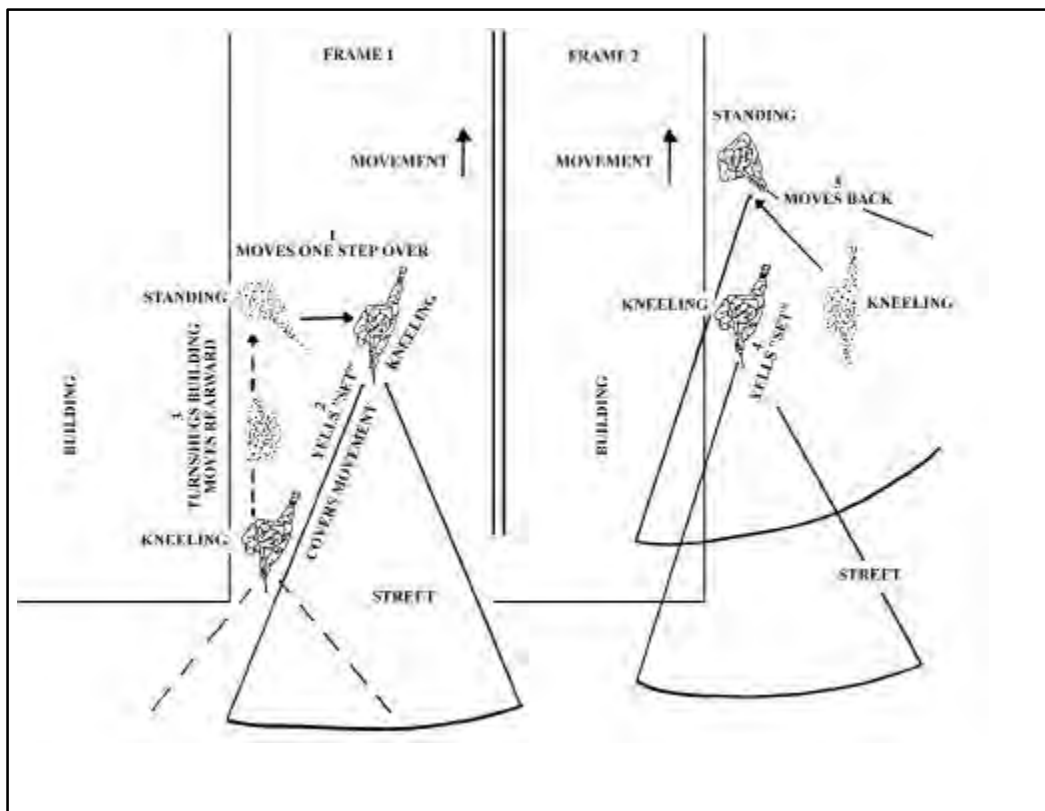 FRAME 1
MOVEMENT
1
MOVES ONE STEP OVER
STANDING
KNEELING
2
YELLS "SET"
COVERS MOVEMENT
3
TURNS/HUGS BUILDING
MOVES REARWARD
BUILDING
KNEELING
STREET
FRAME 2
STANDING
MOVEMENT
MOVES BACK
KNEELING
KNEELING
4
YELLS "SET"
BUILDING
STREET